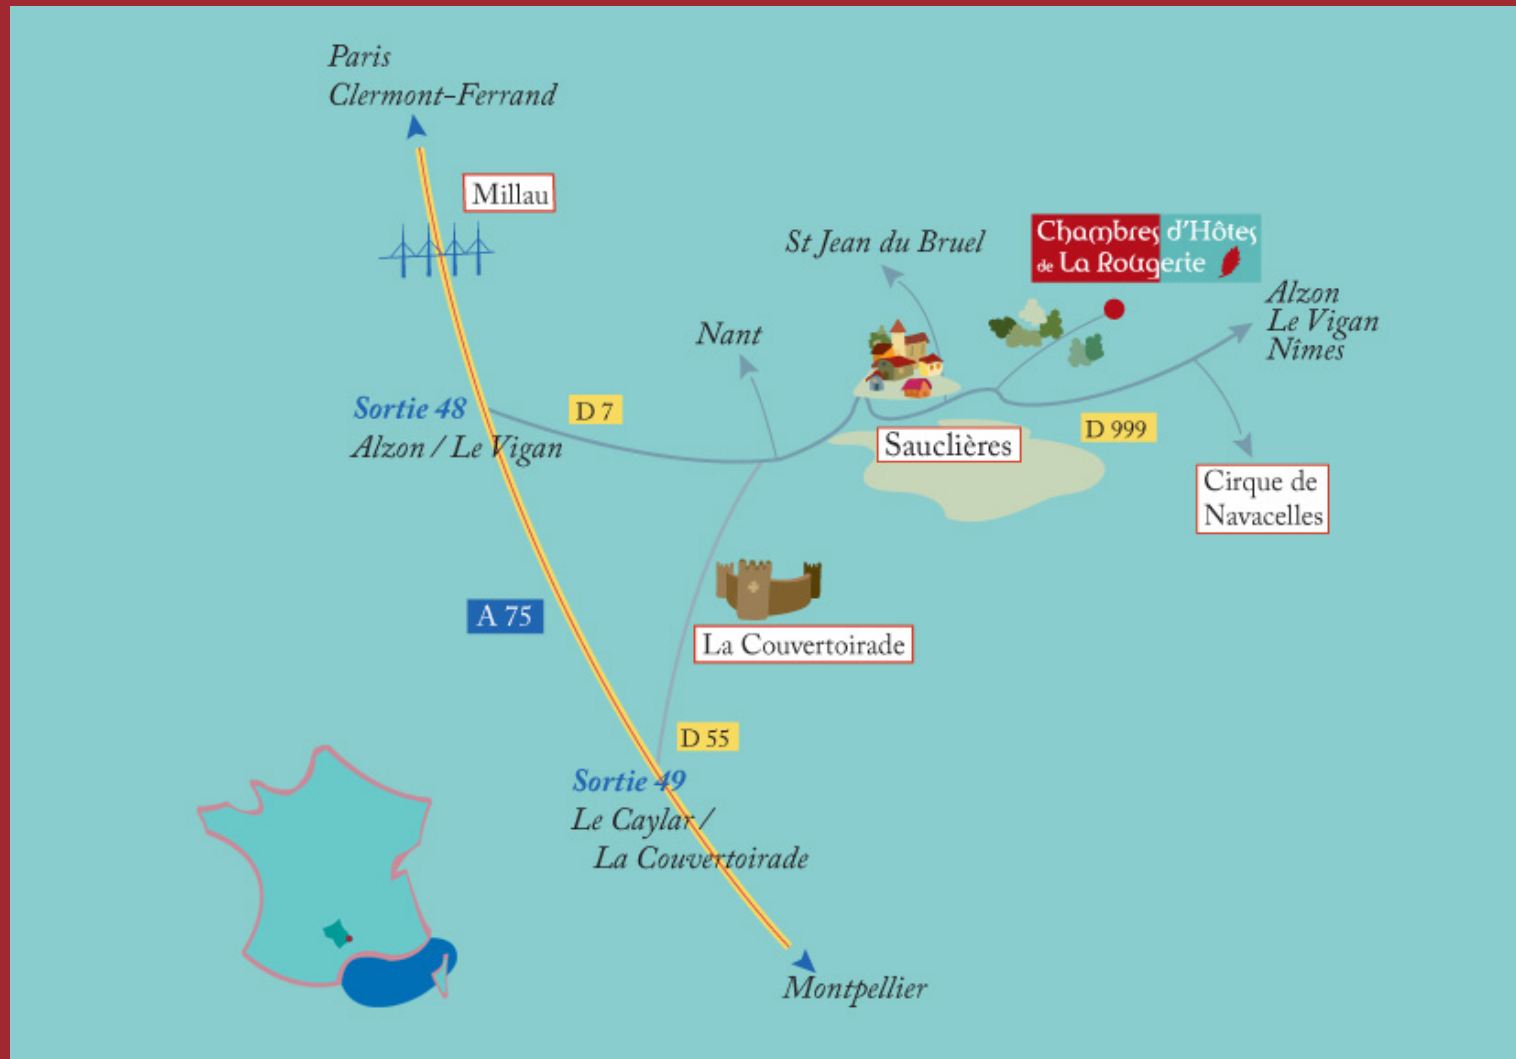 Paris
Clermont-Ferrand
Millau
St Jean du Bruel
Chambres d'Hôtes
de La Rougerie
Alzon
Le Vigan
Nîmes
Nant
Sortie 48
Alzon / Le Vigan
D 7
D 999
Sauclières
Cirque de
Navacelles
A 75
La Couvertoirade
D 55
Sortie 49
Le Caylar /
La Couvertoirade
Montpellier